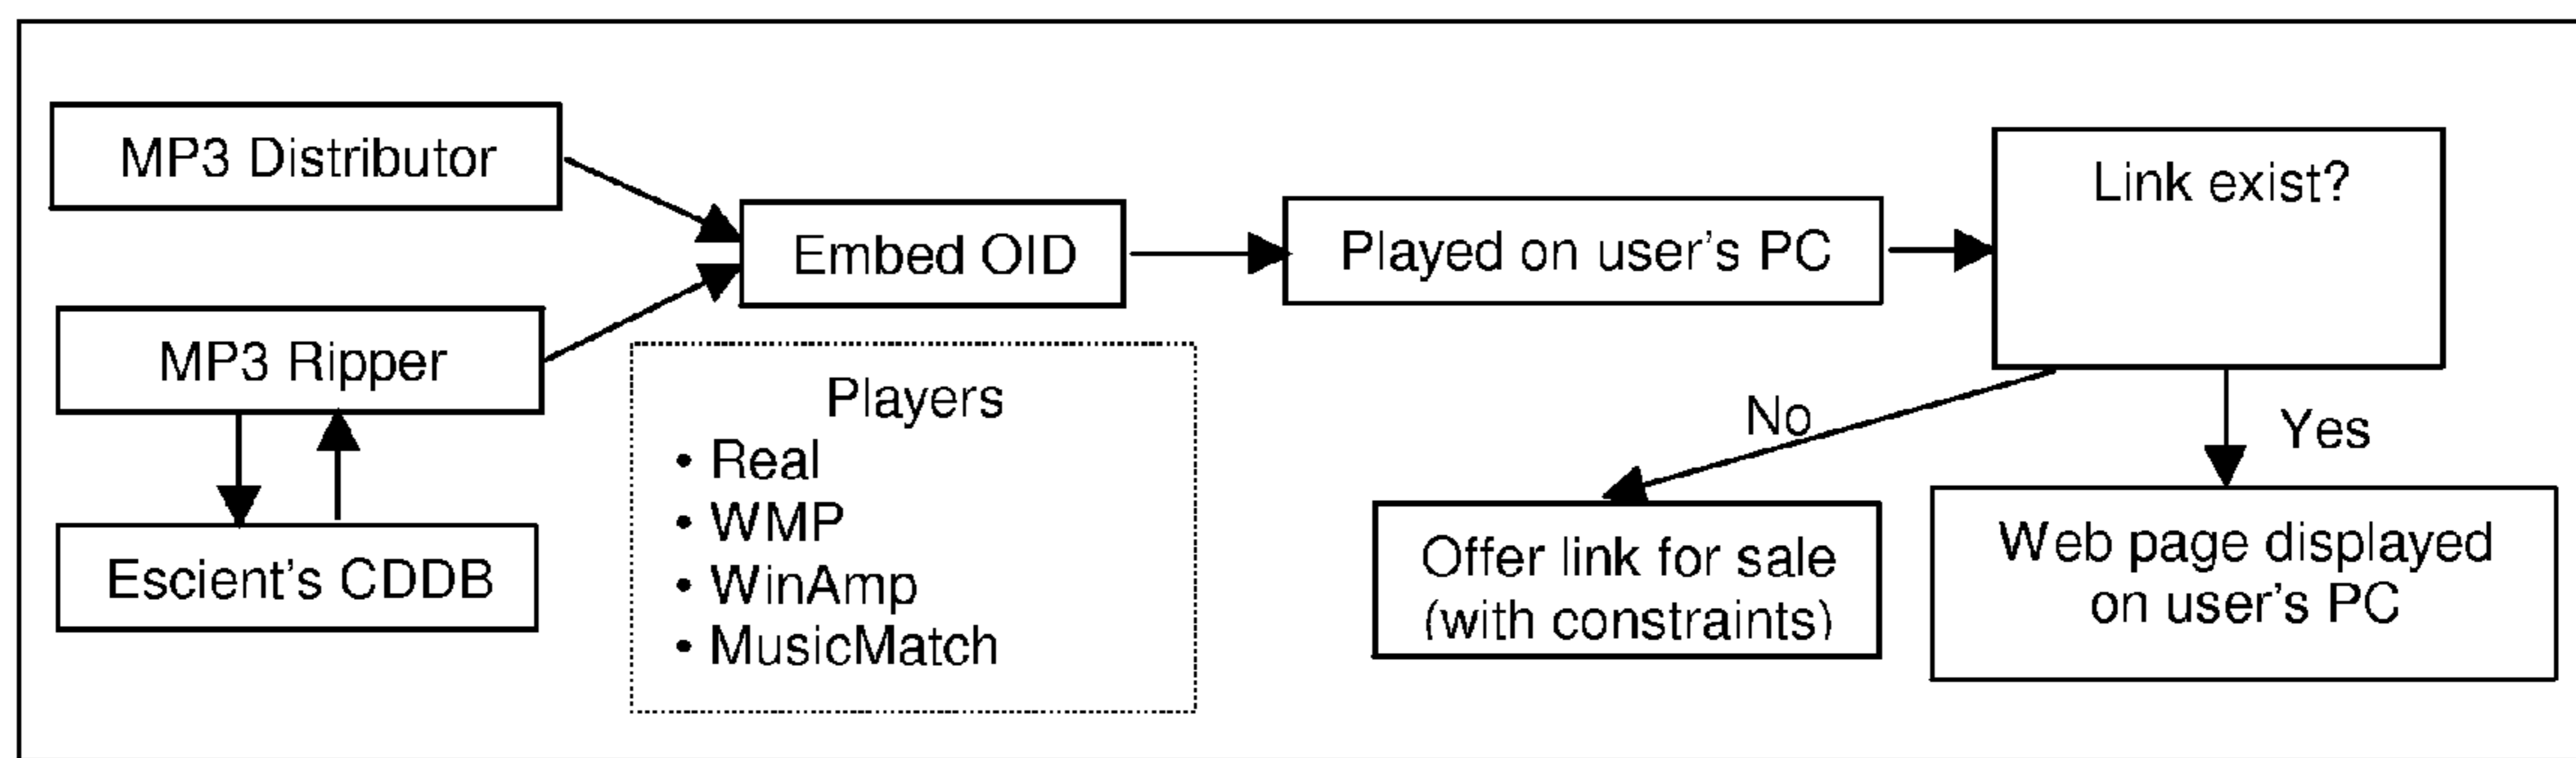 MP3 Distributor
MP3 Ripper
Escient's CDDB
Embed OID
Players
• Real
• WMP
• WinAmp
• MusicMatch
Played on user's PC
Link exist?
No
Yes
Offer link for sale
(with constraints)
Web page displayed
on user's PC